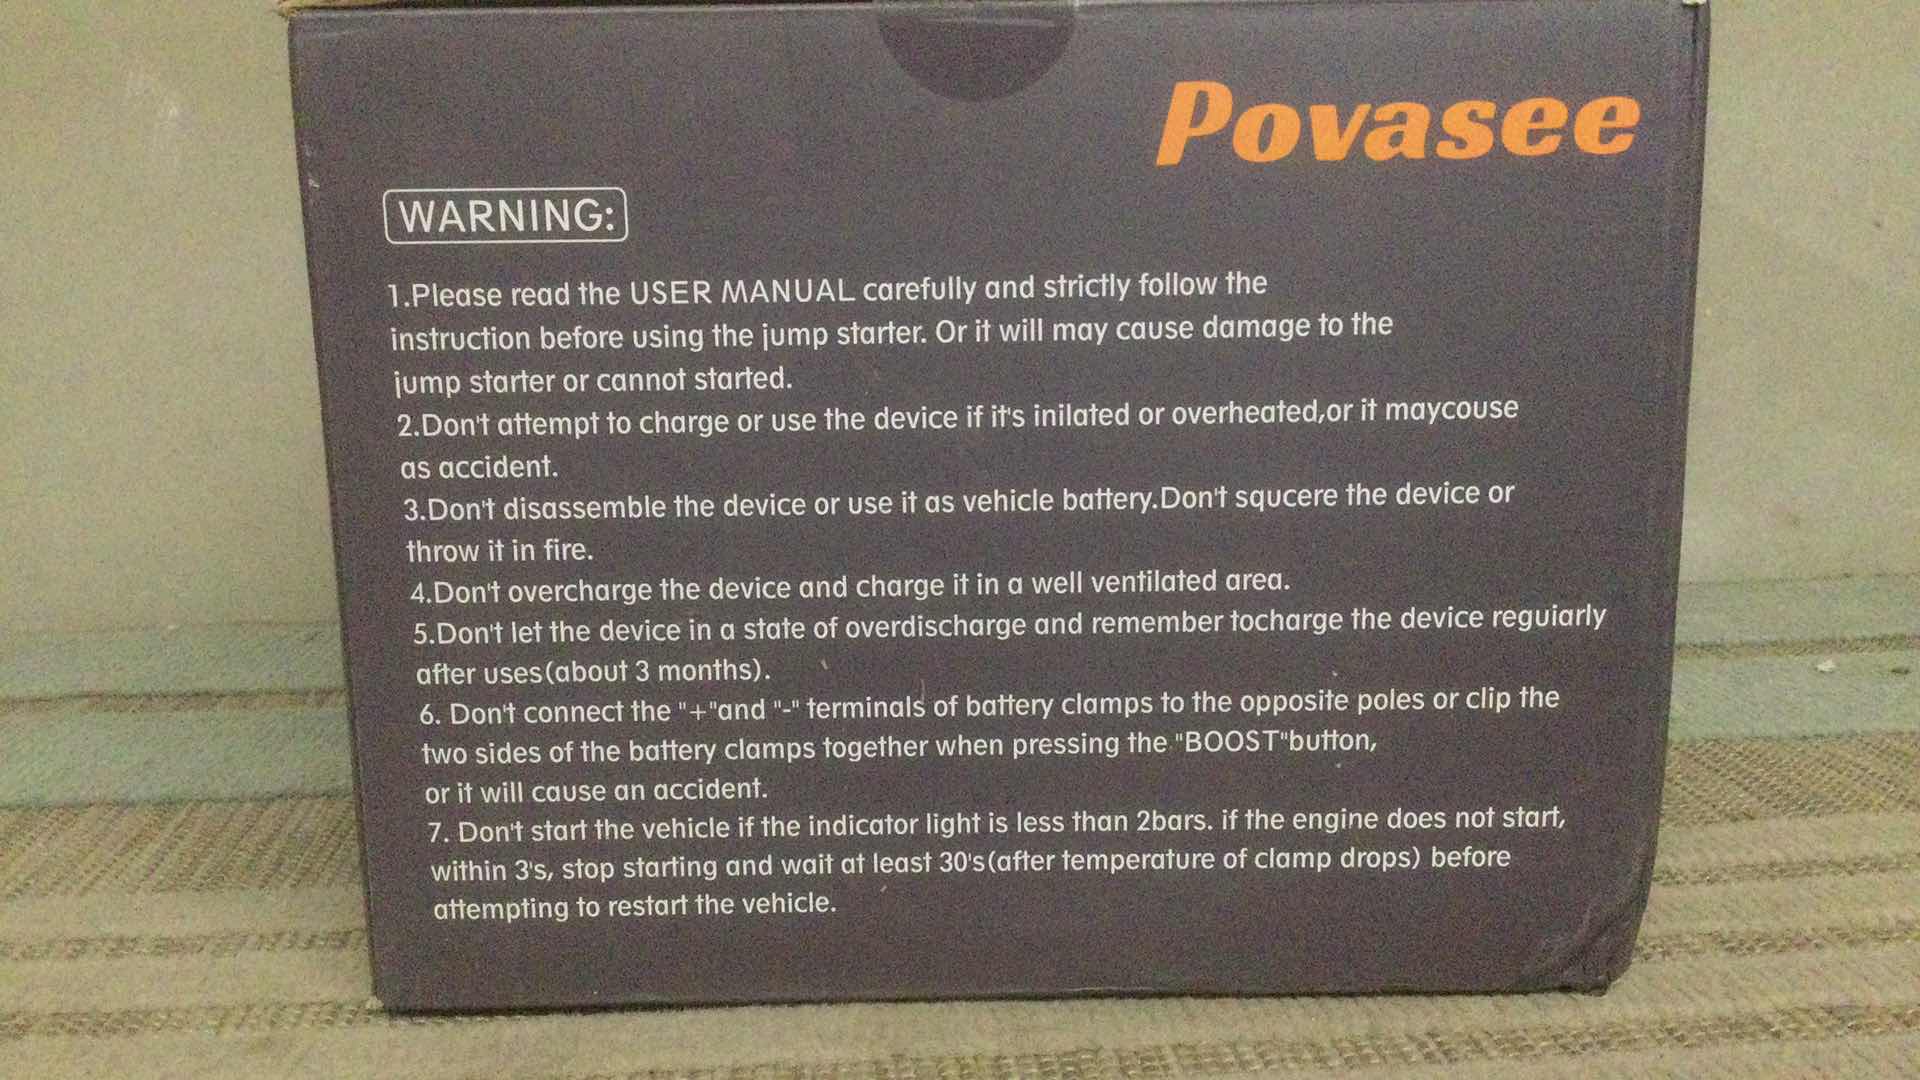 Povasee
WARNING:
1.Please read the USER MANUAL carefully and strictly follow the
instruction before using the jump starter. Or it will may cause damage to the
jump starter or cannot started.
2.Don't attempt to charge or use the device if it's inilated or overheated,or it maycouse
as accident.
3.Don't disassemble the device or use it as vehicle battery.Don't squcere the device or
throw it in fire.
4.Don't overcharge the device and charge it in a well ventilated area.
5.Don't let the device in a state of overdischarge and remember tocharge the device reguiarly
after uses(about 3 months).
6. Don't connect the "+"and "-" terminals of battery clamps to the opposite poles or clip the
two sides of the battery clamps together when pressing the "BOOST"button,
or it will cause an accident.
7. Don't start the vehicle if the indicator light is less than 2bars. if the engine does not start,
within 3's, stop starting and wait at least 30's(after temperature of clamp drops) before
attempting to restart the vehicle.